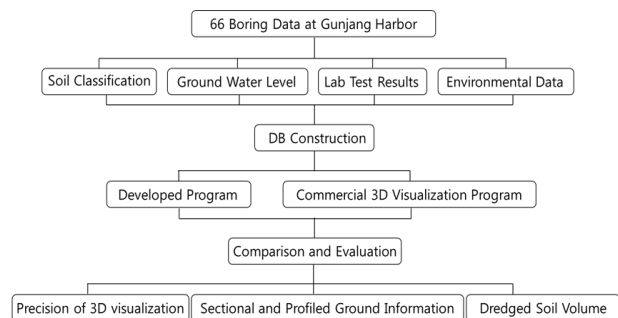 66 Boring Data at Gunjang Harbor
Soil Classification
Ground Water Level
Lab Test Results
Environmental Data
DB Construction
Developed Program
Commercial 3D Visualization Program
Comparison and Evaluation
Precision of 3D visualization
Sectional and Profiled Ground Information
Dredged Soil Volume